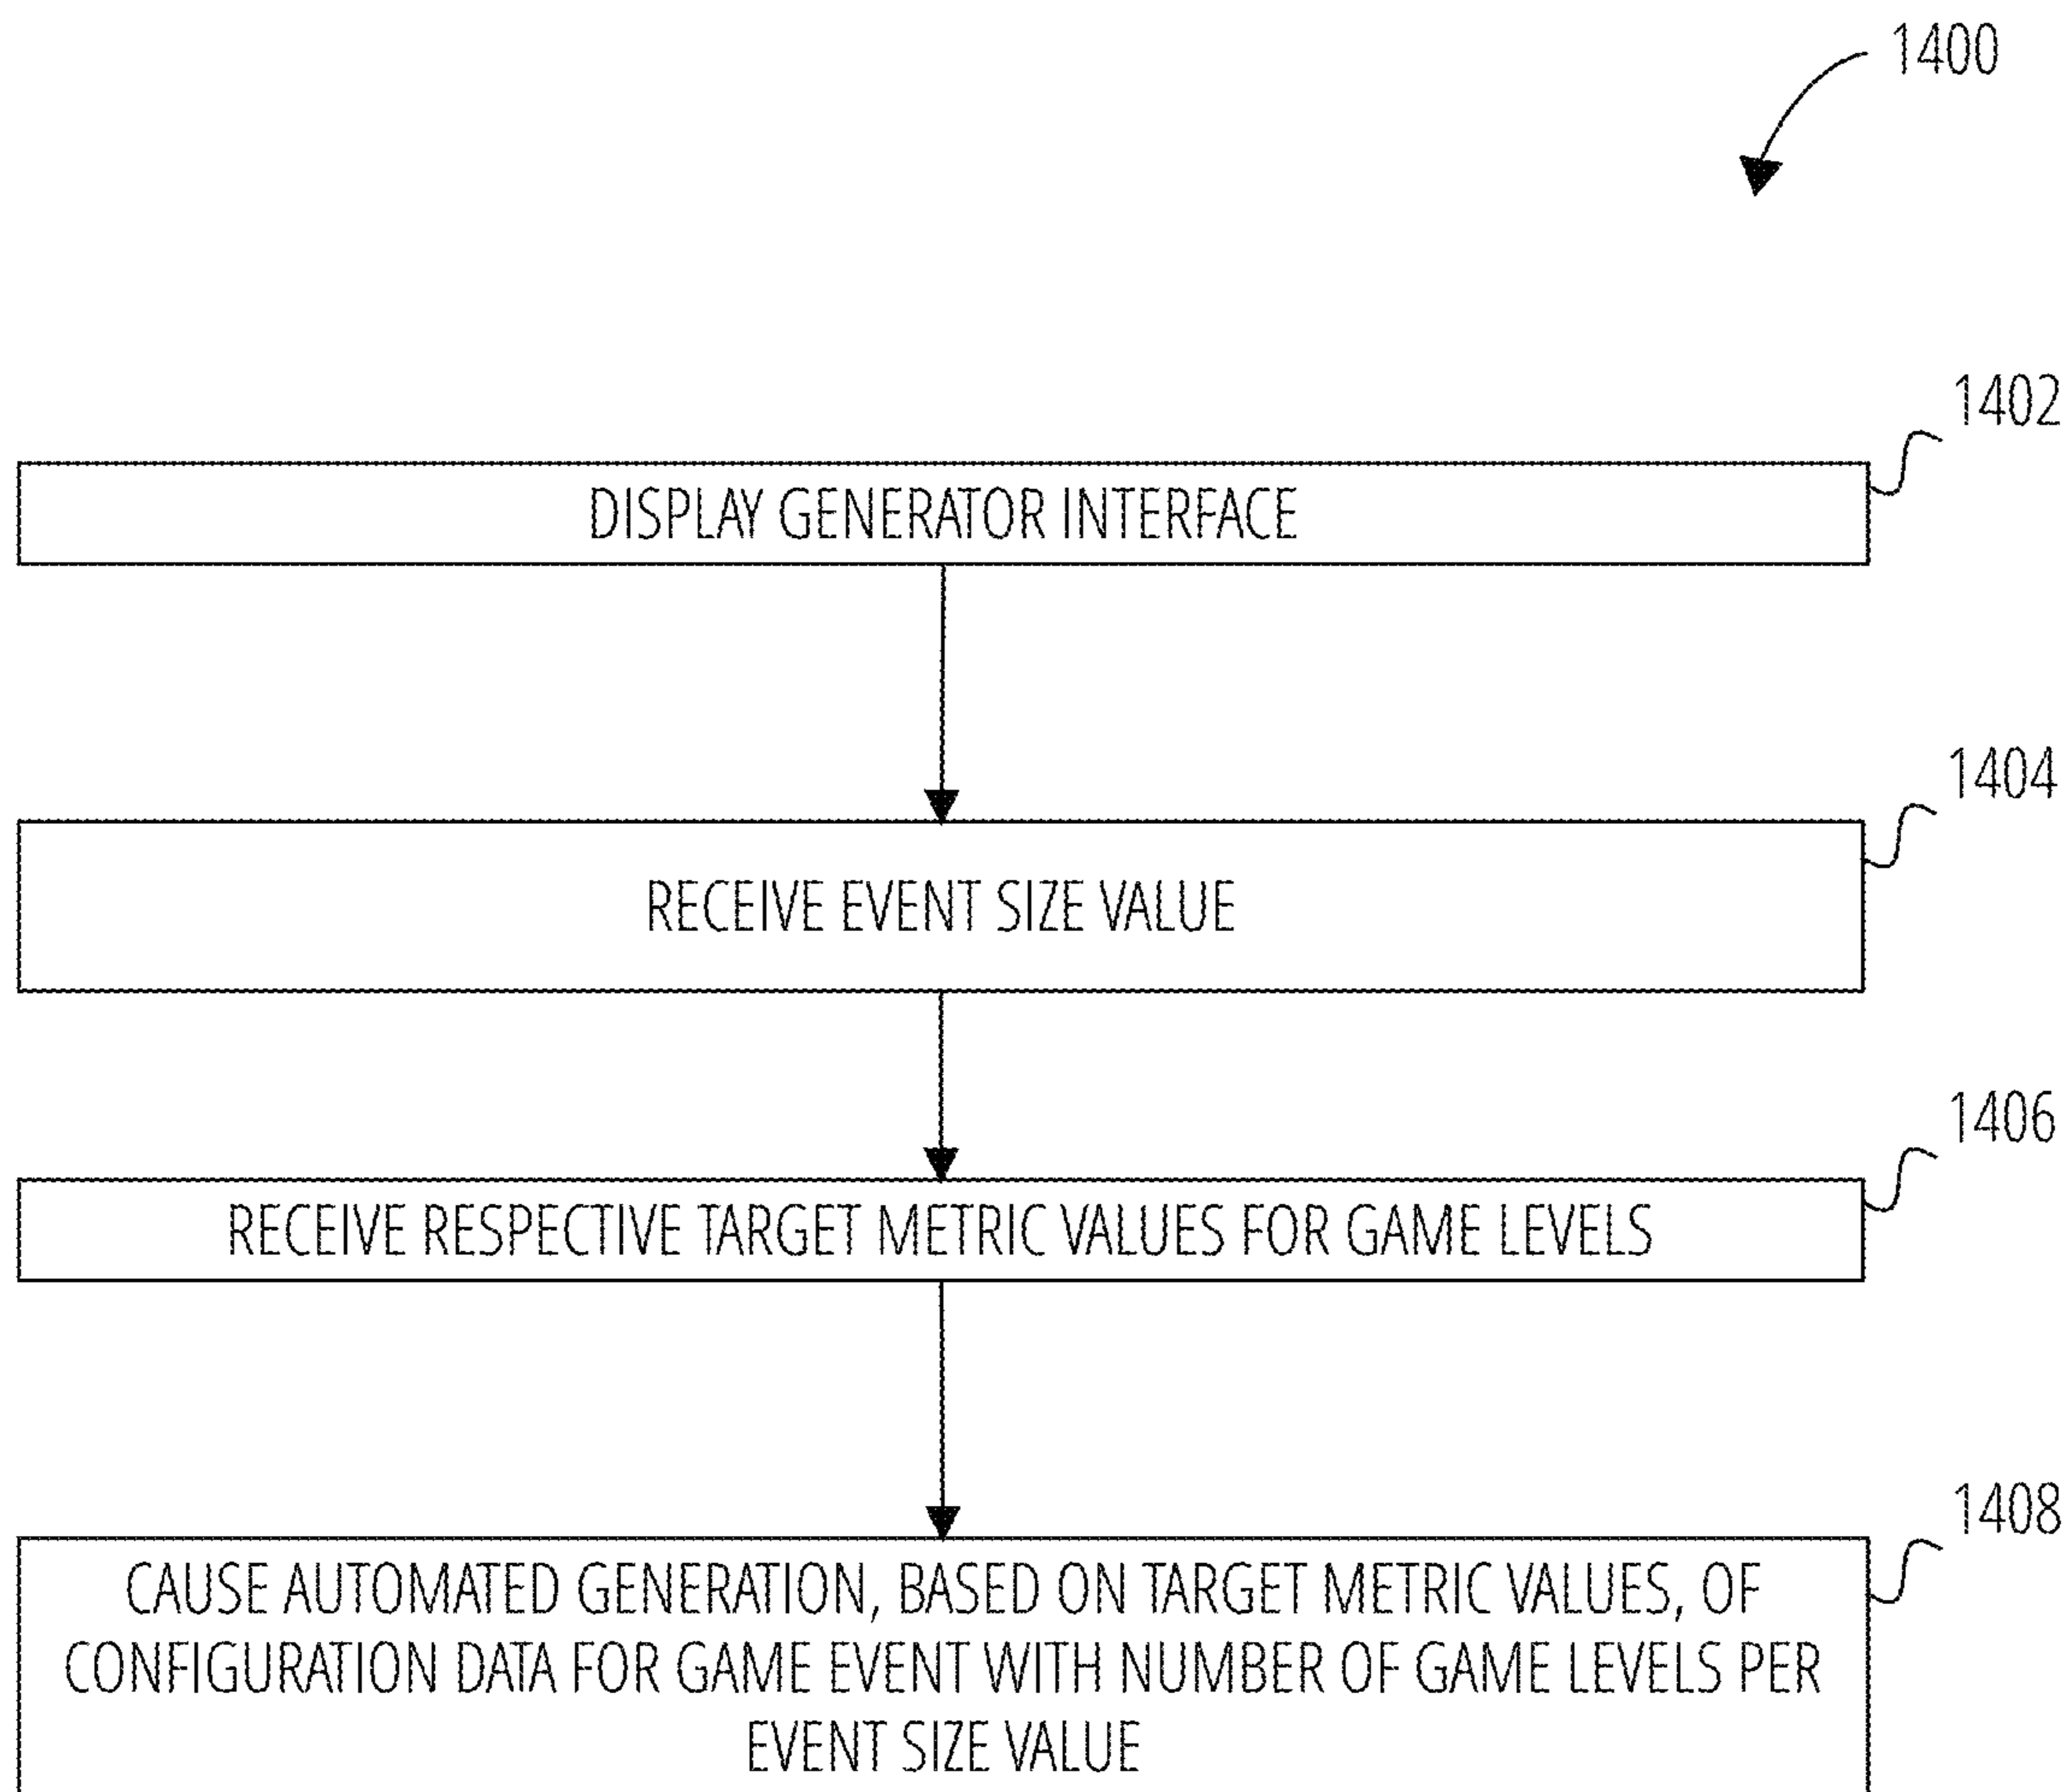 1400
1402
DISPLAY GENERATOR INTERFACE
1404
RECEIVE EVENT SIZE VALUE
1406
RECEIVE RESPECTIVE TARGET METRIC VALUES FOR GAME LEVELS
1408
CAUSE AUTOMATED GENERATION, BASED ON TARGET METRIC VALUES, OF
CONFIGURATION DATA FOR GAME EVENT WITH NUMBER OF GAME LEVELS PER
EVENT SIZE VALUE